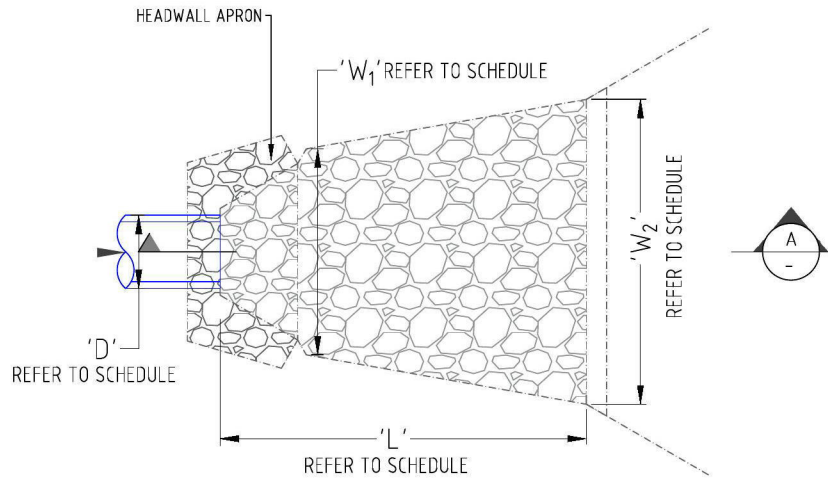 HEADWALL APRON
'W1' REFER TO SCHEDULE
'W2'
REFER TO SCHEDULE
A
-
'D'
REFER TO SCHEDULE
'L'
REFER TO SCHEDULE